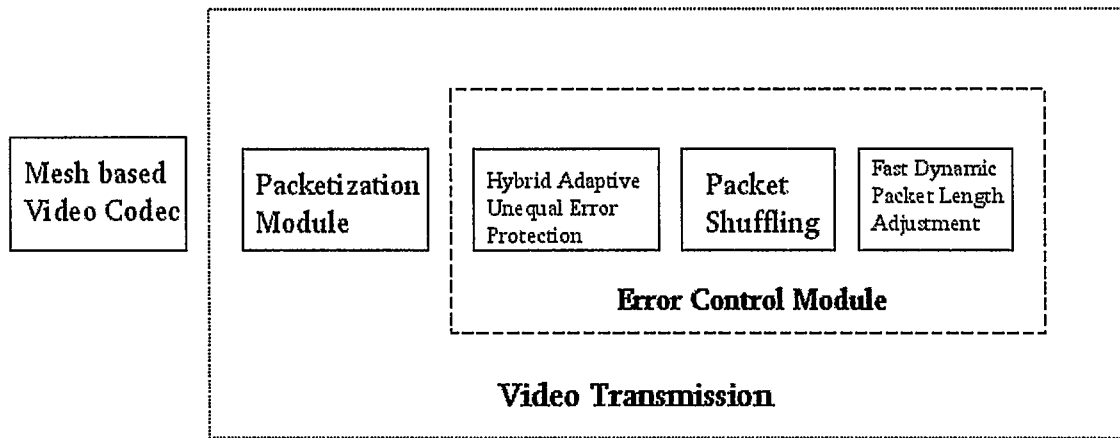 Mesh based
Video Codec
Packetization
Module
Hybrid Adaptive
Unequal Error
Protection
Packet
Shuffling
Fast Dynamic
Packet Length
Adjustment
Error Control Module
Video Transmission